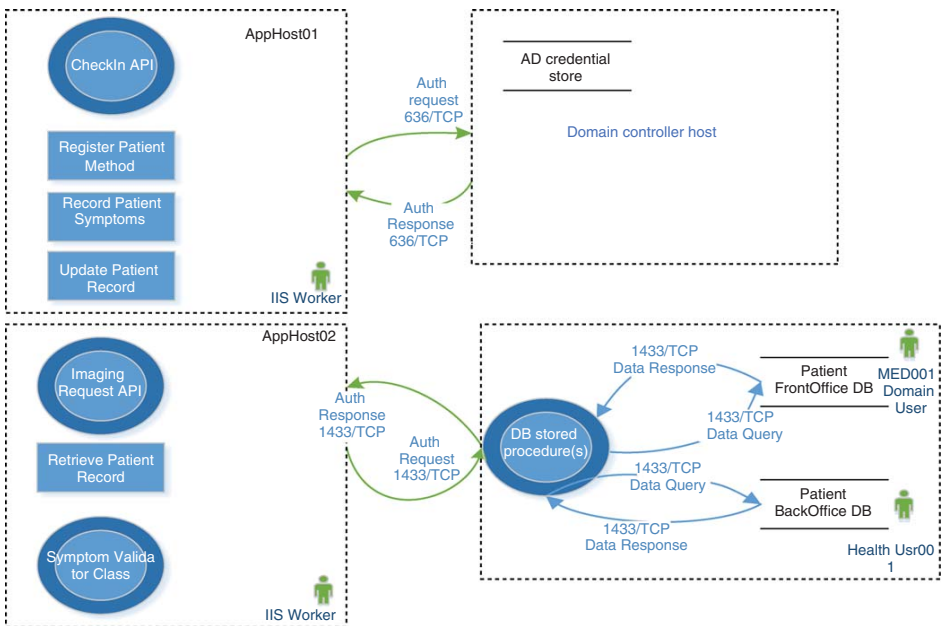 AppHost01
CheckIn API
Register Patient
Method
Record Patient
Symptoms
Update Patient
Record
IIS Worker
Auth
request
636/TCP
Auth
Response
636/TCP
AD credential
store
Domain controller host
AppHost02
Imaging
Request API
Retrieve Patient
Record
Symptom Valida
tor Class
IIS Worker
Auth
Response
1433/TCP
Auth
Request
1433/TCP
DB stored
procedure(s)
1433/TCP
Data Response
1433/TCP
Data Query
1433/TCP
Data Query
1433/TCP
Data Response
Patient
FrontOffice DB
MED001
Domain
User
Patient
BackOffice DB
Health Usr00
1